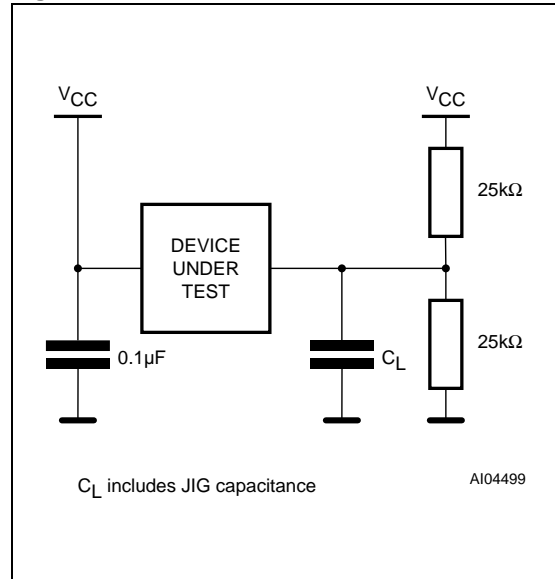 VCC
VCC
25kΩ
DEVICE
UNDER
TEST
0.1µF
CL
25kΩ
CL includes JIG capacitance
AI04499